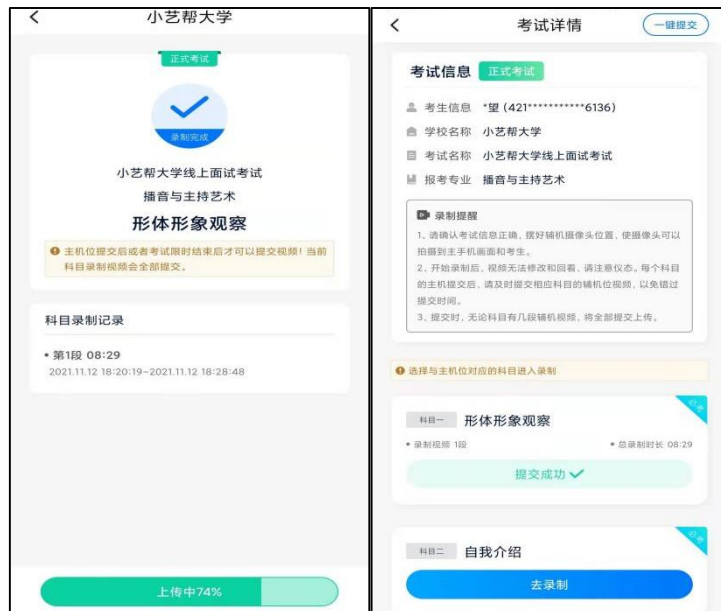 小艺帮大学
正式考试
录制完成
小艺帮大学线上面试考试
播音与主持艺术
形体形象观察
主机位提交后或者考试限时结束后才可以提交视频！当前
科目录制视频会全部提交。
科目录制记录
• 第1段 08:29
2021.11.12 18:20:19-2021.11.12 18:28:48
上传中74%
考试详情
一键提交
考试信息 正式考试
考生信息 *望 (421***********6136)
学校名称 小艺帮大学
考试名称 小艺帮大学线上面试考试
报考专业 播音与主持艺术
录制提醒
1、请确认考试信息正确，摆好辅机摄像头位置，使摄像头可以
拍摄到主手机画面和考生。
2、开始录制后，视频无法修改和回看，请注意仪态。每个科目
的主机提交后，请及时提交相应科目的辅机位视频，以免错过
提交时间。
3、提交时，无论科目有几段辅机视频，将全部提交上传。
选择与主机位对应的科目进入录制
必考
科目一 形体形象观察
• 录制视频 1段 • 总录制时长 08:29
提交成功
必考
科目二 自我介绍
去录制